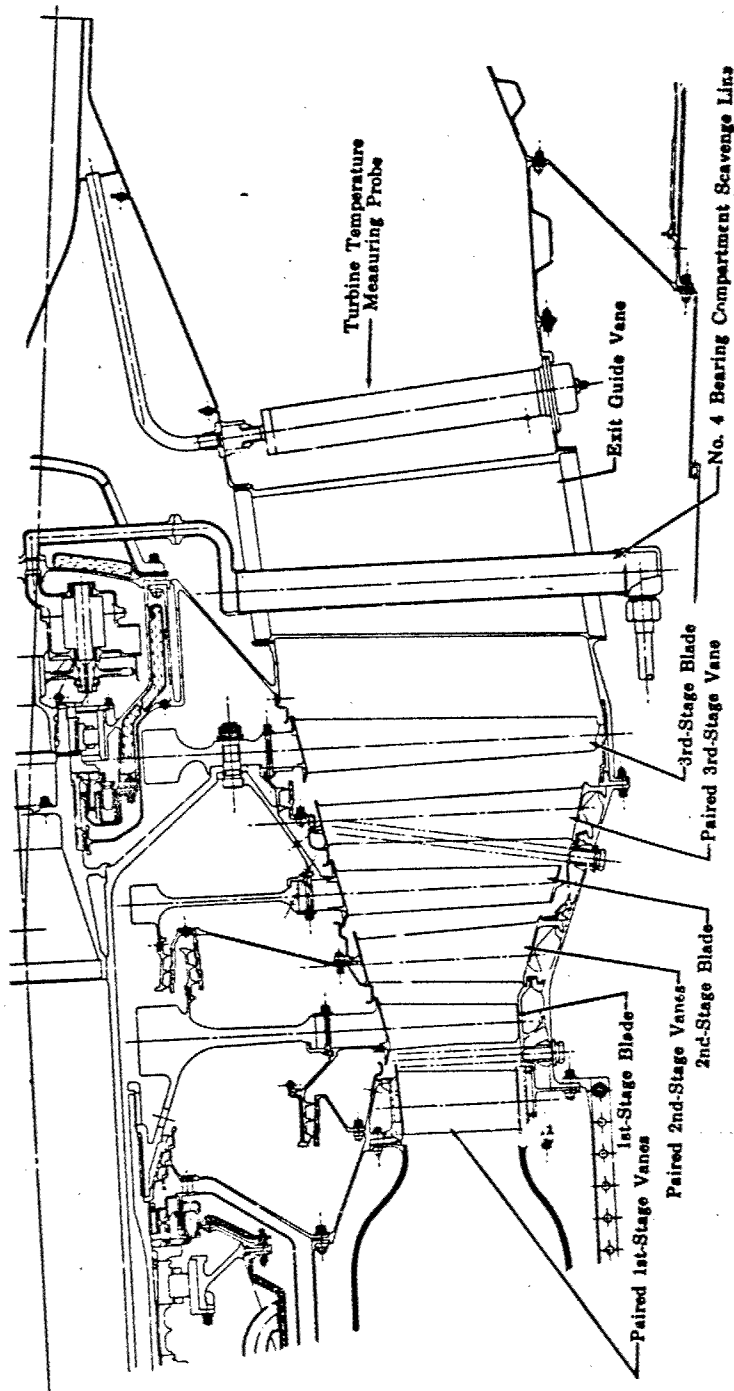 Turbine Temperature
Measuring Probe
Exit Guide Vane
No. 4 Bearing Compartment Scavenge Line
3rd-Stage Blade
Paired 3rd-Stage Vane
2nd-Stage Blade
Paired 2nd-Stage Vanes
1st-Stage Blade
Paired 1st-Stage Vanes